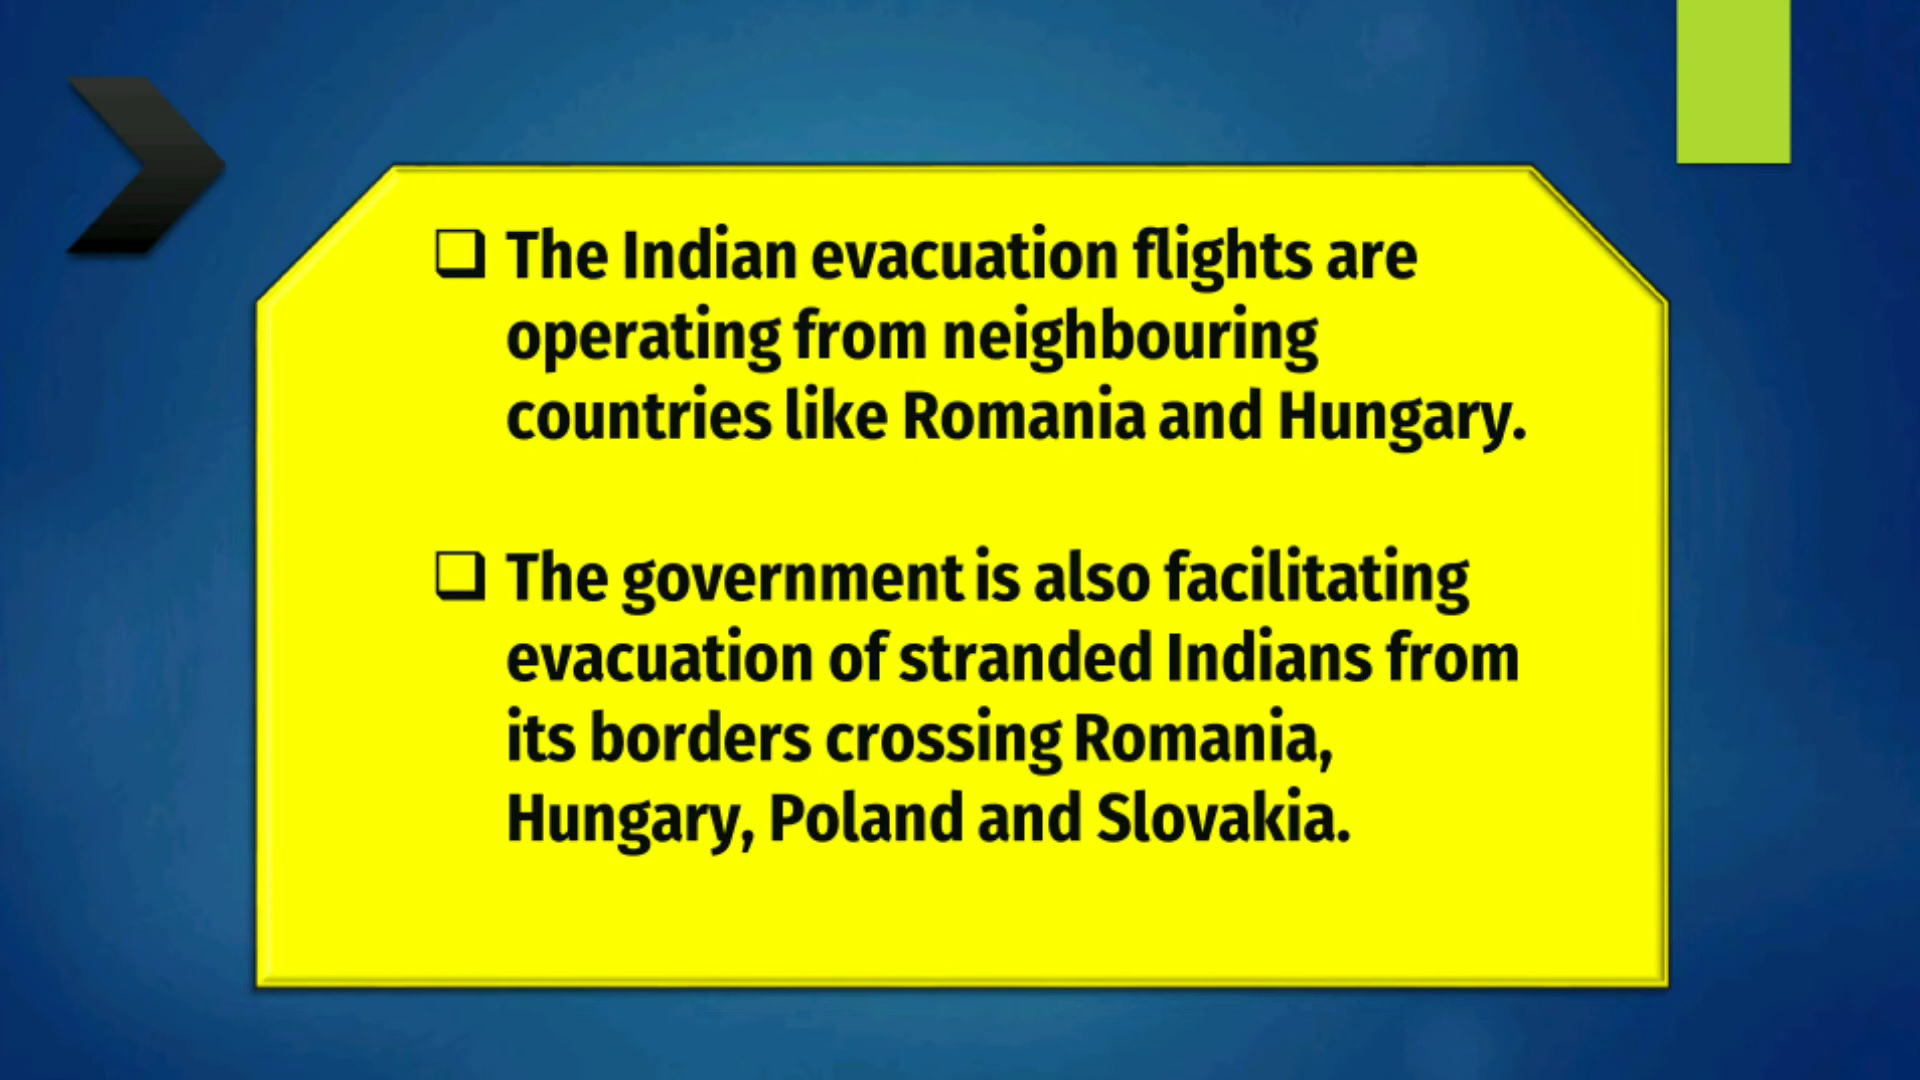 ❑ The Indian evacuation flights are
operating from neighbouring
countries like Romania and Hungary.
❑ The government is also facilitating
evacuation of stranded Indians from
its borders crossing Romania,
Hungary, Poland and Slovakia.